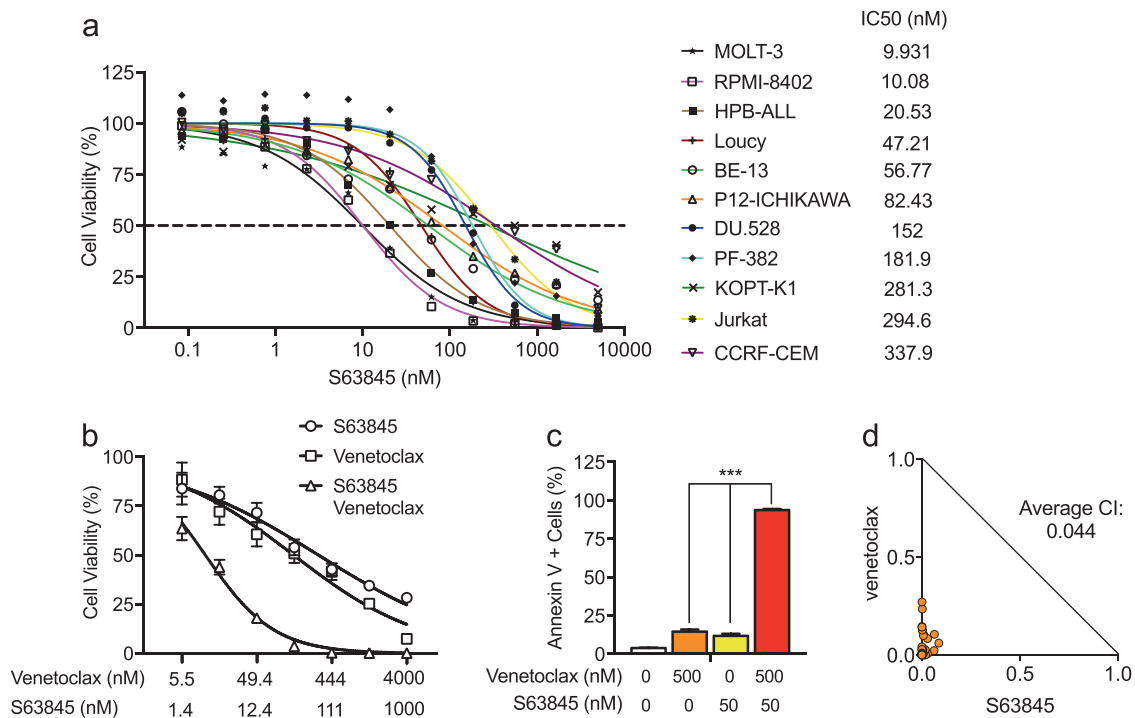 a
IC50 (nM)
MOLT-3 9.931
RPMI-8402 10.08
HPB-ALL 20.53
Loucy 47.21
BE-13 56.77
P12-ICHIKAWA 82.43
DU.528 152
PF-382 181.9
KOPT-K1 281.3
Jurkat 294.6
CCRF-CEM 337.9
Cell Viability (%)
125
100
75
50
25
0
0.1 1 10 100 1000 10000
S63845 (nM)
b
S63845
Venetoclax
S63845
Venetoclax
Cell Viability (%)
100
75
50
25
0
Venetoclax (nM) 5.5 49.4 444 4000
S63845 (nM) 1.4 12.4 111 1000
c
Annexin V + Cells (%)
125
100
75
50
25
0
***
Venetoclax (nM) 0 500 0 500
S63845 (nM) 0 0 50 50
d
venetoclax
1.0
0.5
0.0
Average CI:
0.044
0.0 0.5 1.0
S63845